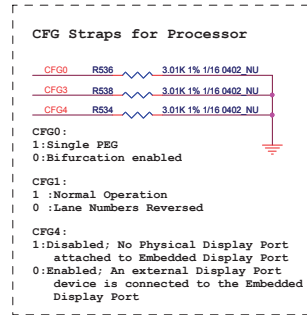 CFG Straps for Processor
CFG0 R536 3.01K 1% 1/16 0402_NU
CFG3 R538 3.01K 1% 1/16 0402_NU
CFG4 R534 3.01K 1% 1/16 0402_NU
CFG0:
1:Single PEG
0:Bifurcation enabled
CFG1:
1 :Normal Operation
0 :Lane Numbers Reversed
CFG4:
1:Disabled; No Physical Display Port
attached to Embedded Display Port
0:Enabled; An external Display Port
device is connected to the Embedded
Display Port